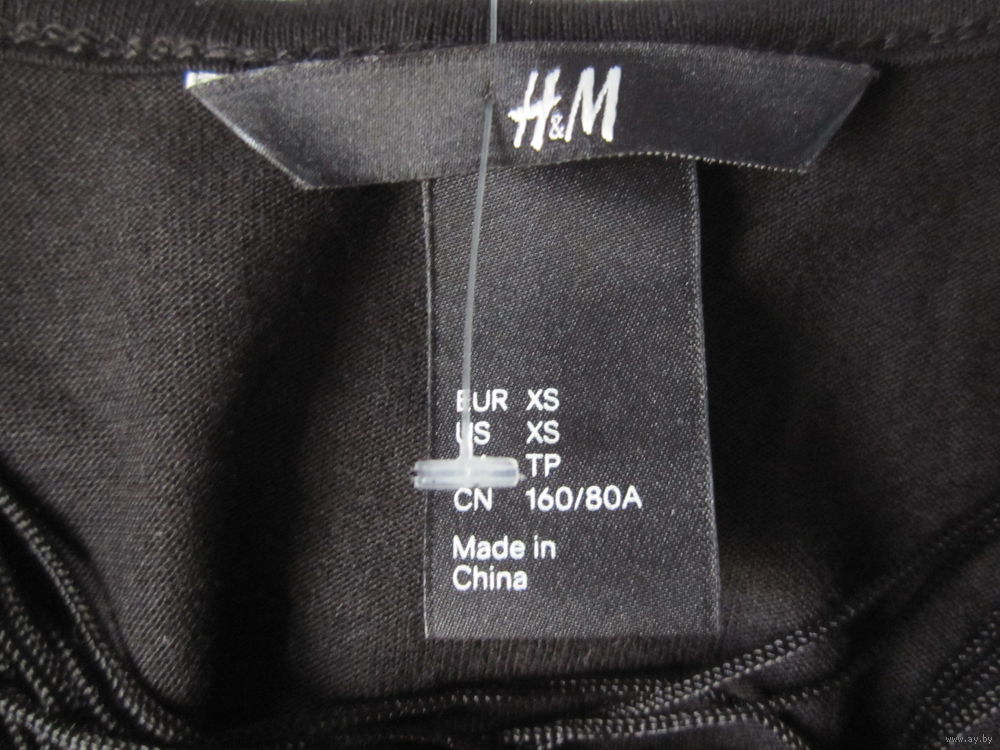 H&M
EUR XS
US XS
TP
CN 160/80A
Made in
China
www.ay.by